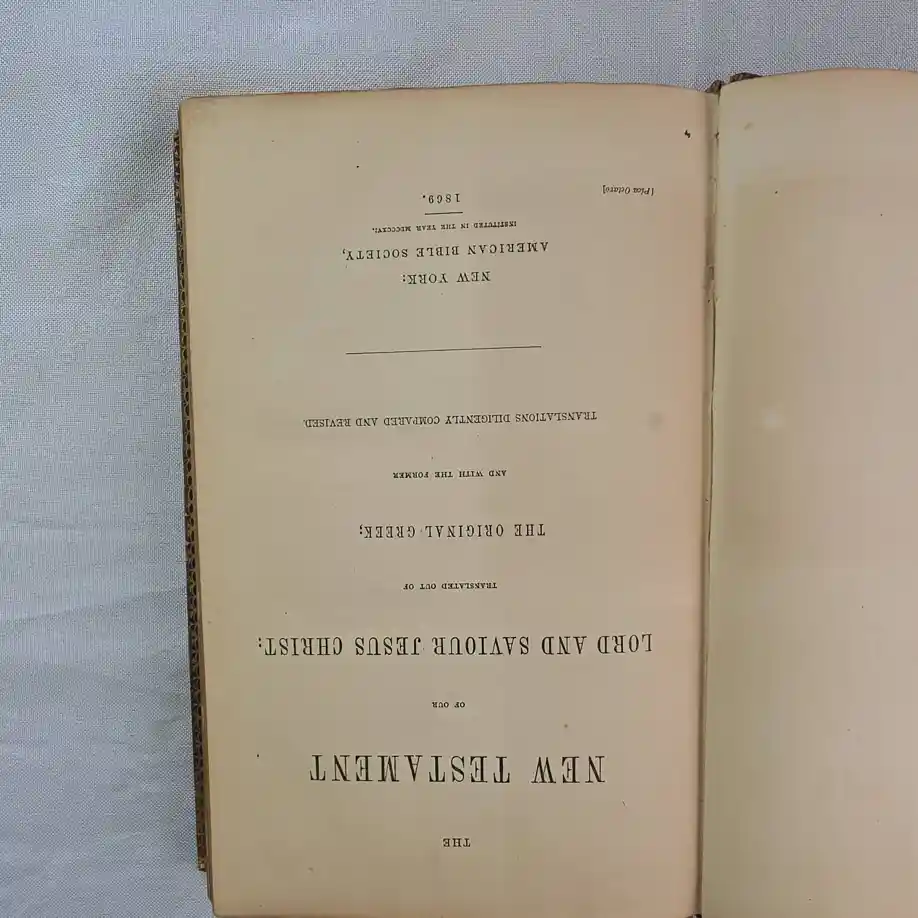 THE
NEW TESTAMENT
OF OUR
LORD AND SAVIOUR JESUS CHRIST:
TRANSLATED OUT OF
THE ORIGINAL GREEK;
AND WITH THE FORMER
TRANSLATIONS DILIGENTLY COMPARED AND REVISED.
NEW YORK:
AMERICAN BIBLE SOCIETY,
INSTITUTED IN THE YEAR MDCCCXVI.
1869.
[Pica Octavo]